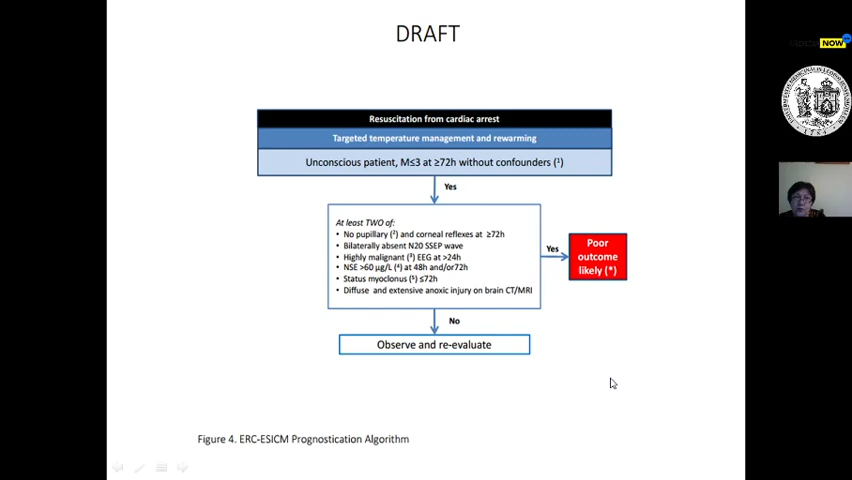 DRAFT
NOW
Resuscitation from cardiac arrest
Targeted temperature management and rewarming
Unconscious patient, M≤3 at ≥72h without confounders (¹)
Yes
At least TWO of:
• No pupillary (²) and corneal reflexes at ≥72h
• Bilaterally absent N20 SSEP wave
• Highly malignant (³) EEG at >24h
• NSE >60 µg/L (⁴) at 48h and/or72h
• Status myoclonus (⁵) ≤72h
• Diffuse and extensive anoxic injury on brain CT/MRI
Yes
Poor
outcome
likely (*)
No
Observe and re-evaluate
Figure 4. ERC-ESICM Prognostication Algorithm